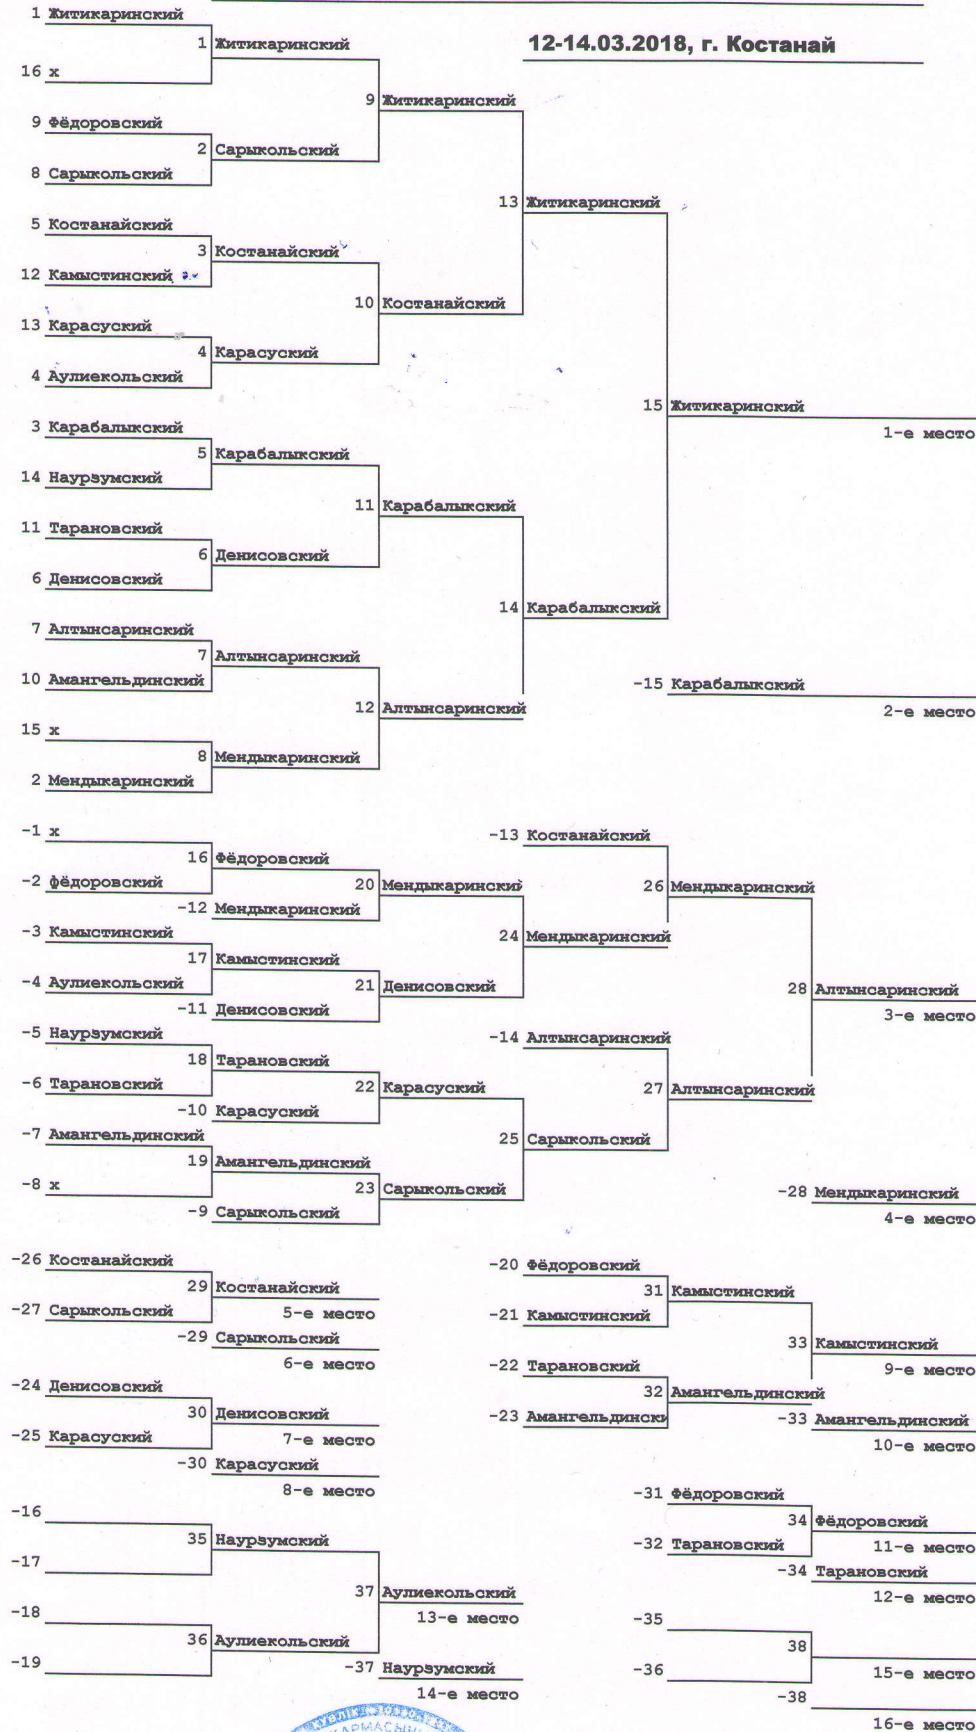 12-14.03.2018, г. Костанай
1 Житикаринский
1 Житикаринский
16 х
9 Житикаринский
9 Фёдоровский
2 Сарыкольский
8 Сарыкольский
13 Житикаринский
5 Костанайский
3 Костанайский
12 Камыстинский
10 Костанайский
13 Карасуский
4 Карасуский
4 Аулиекольский
15 Житикаринский
1-е место
3 Карабалыкский
5 Карабалыкский
14 Наурзумский
11 Карабалыкский
11 Тарановский
6 Денисовский
6 Денисовский
14 Карабалыкский
7 Алтынсаринский
7 Алтынсаринский
10 Амангельдинский
-15 Карабалыкский
12 Алтынсаринский
2-е место
15 х
8 Мендыкаринский
2 Мендыкаринский
-1 х
-13 Костанайский
16 Фёдоровский
-2 фёдоровский
20 Мендыкаринский
26 Мендыкаринский
-12 Мендыкаринский
-3 Камыстинский
24 Мендыкаринский
17 Камыстинский
-4 Аулиекольский
21 Денисовский
28 Алтынсаринский
-11 Денисовский
3-е место
-5 Наурзумский
-14 Алтынсаринский
18 Тарановский
-6 Тарановский
22 Карасуский
27 Алтынсаринский
-10 Карасуский
-7 Амангельдинский
25 Сарыкольский
19 Амангельдинский
-8 х
23 Сарыкольский
-28 Мендыкаринский
-9 Сарыкольский
4-е место
-26 Костанайский
-20 Фёдоровский
29 Костанайский
31 Камыстинский
-27 Сарыкольский
5-е место
-21 Камыстинский
-29 Сарыкольский
33 Камыстинский
6-е место
-22 Тарановский
9-е место
-24 Денисовский
32 Амангельдинский
30 Денисовский
-23 Амангельдински
-33 Амангельдинский
-25 Карасуский
7-е место
10-е место
-30 Карасуский
8-е место
-31 Фёдоровский
-16
34 Фёдоровский
35 Наурзумский
-32 Тарановский
11-е место
-17
-34 Тарановский
37 Аулиекольский
12-е место
-18
13-е место
-35
36 Аулиекольский
38
-19
-37 Наурзумский
-36
15-е место
14-е место
-38
16-е место